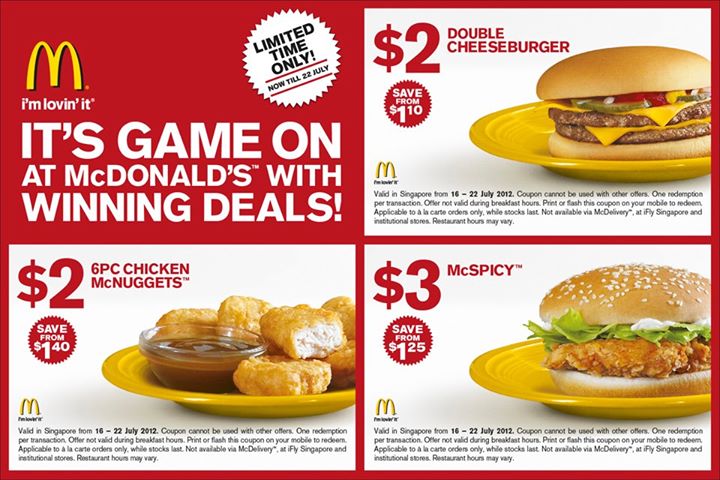 i'm lovin' it®
LIMITED
TIME
ONLY!
NOW TILL 22 JULY
IT'S GAME ON
AT McDONALD'S™ WITH
WINNING DEALS!
$2 DOUBLE
CHEESEBURGER
SAVE
FROM
$1.10
i'm lovin' it®
Valid in Singapore from 16 – 22 July 2012. Coupon cannot be used with other offers. One redemption
per transaction. Offer not valid during breakfast hours. Print or flash this coupon on your mobile to redeem.
Applicable to à la carte orders only, while stocks last. Not available via McDelivery™, at iFly Singapore and
institutional stores. Restaurant hours may vary.
$2 6PC CHICKEN
McNUGGETS™
SAVE
FROM
$1.40
i'm lovin' it®
Valid in Singapore from 16 – 22 July 2012. Coupon cannot be used with other offers. One redemption
per transaction. Offer not valid during breakfast hours. Print or flash this coupon on your mobile to redeem.
Applicable to à la carte orders only, while stocks last. Not available via McDelivery™, at iFly Singapore and
institutional stores. Restaurant hours may vary.
$3 McSPICY™
SAVE
FROM
$1.25
i'm lovin' it®
Valid in Singapore from 16 – 22 July 2012. Coupon cannot be used with other offers. One redemption
per transaction. Offer not valid during breakfast hours. Print or flash this coupon on your mobile to redeem.
Applicable to à la carte orders only, while stocks last. Not available via McDelivery™, at iFly Singapore and
institutional stores. Restaurant hours may vary.